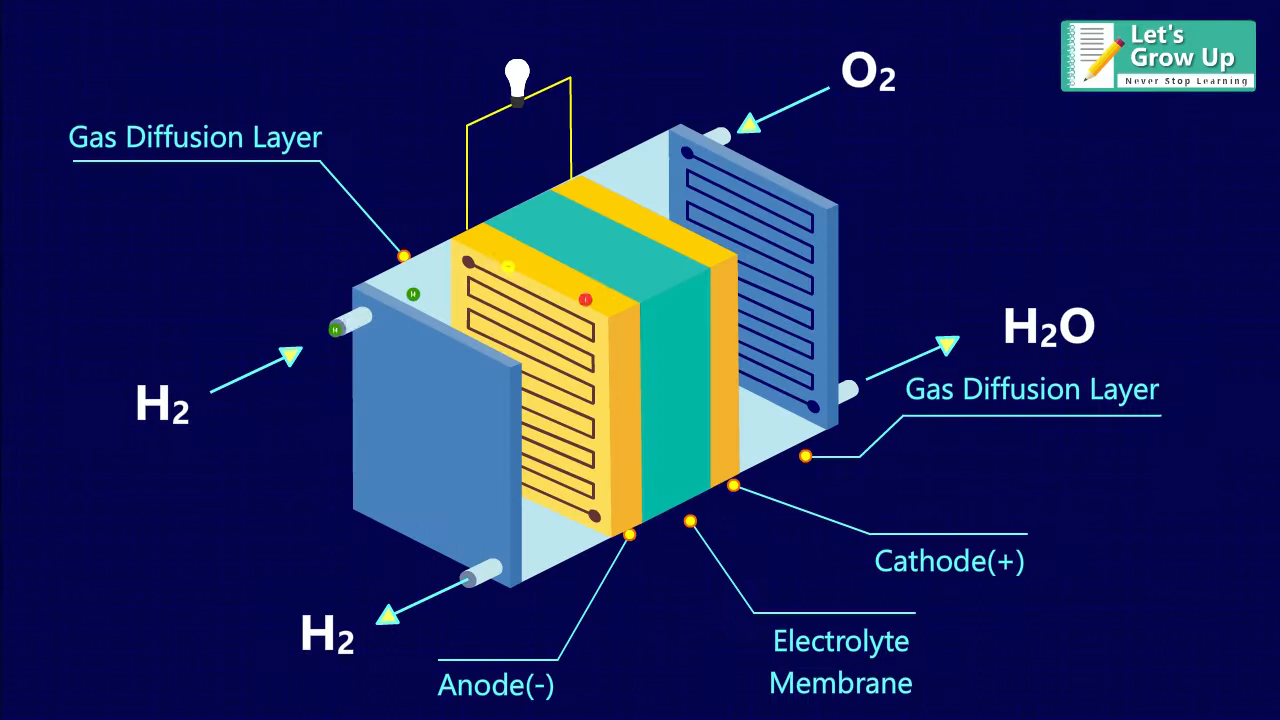 Let's
Grow Up
Never Stop Learning
O₂
Gas Diffusion Layer
H
H
H₂
H₂O
Gas Diffusion Layer
Cathode(+)
H₂
Electrolyte
Membrane
Anode(-)